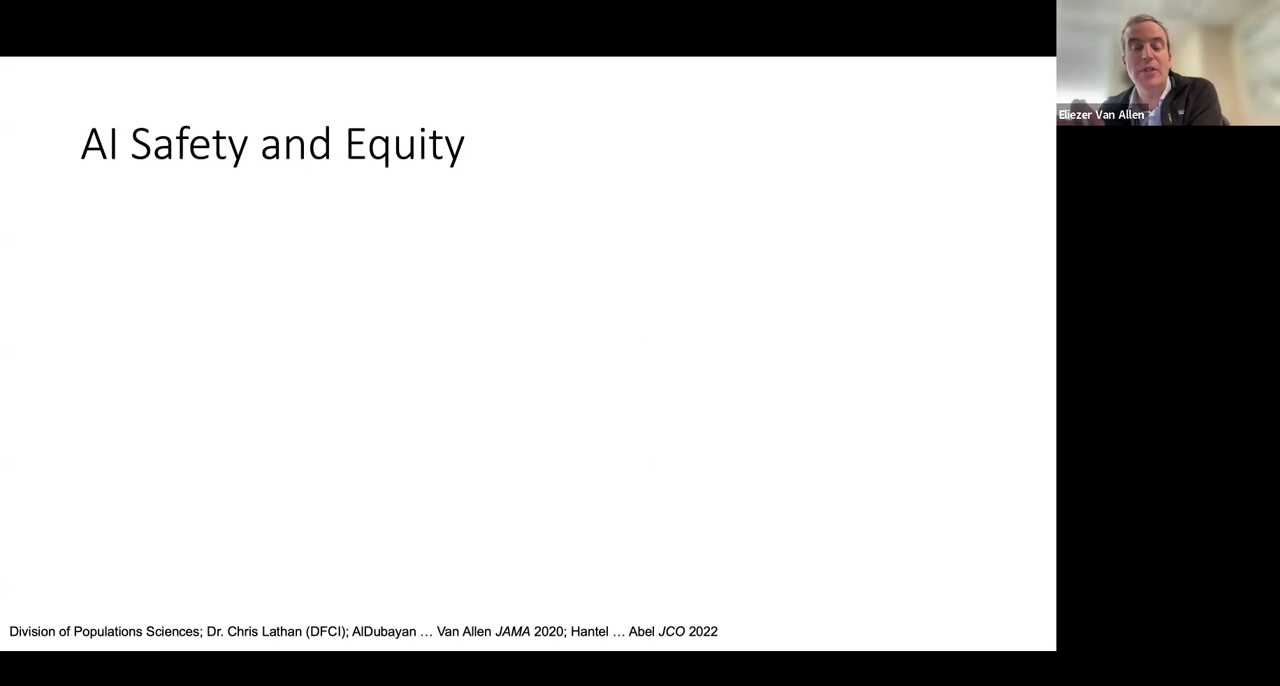 AI Safety and Equity
Eliezer Van Allen
Division of Populations Sciences; Dr. Chris Lathan (DFCI); AlDubayan … Van Allen JAMA 2020; Hantel … Abel JCO 2022